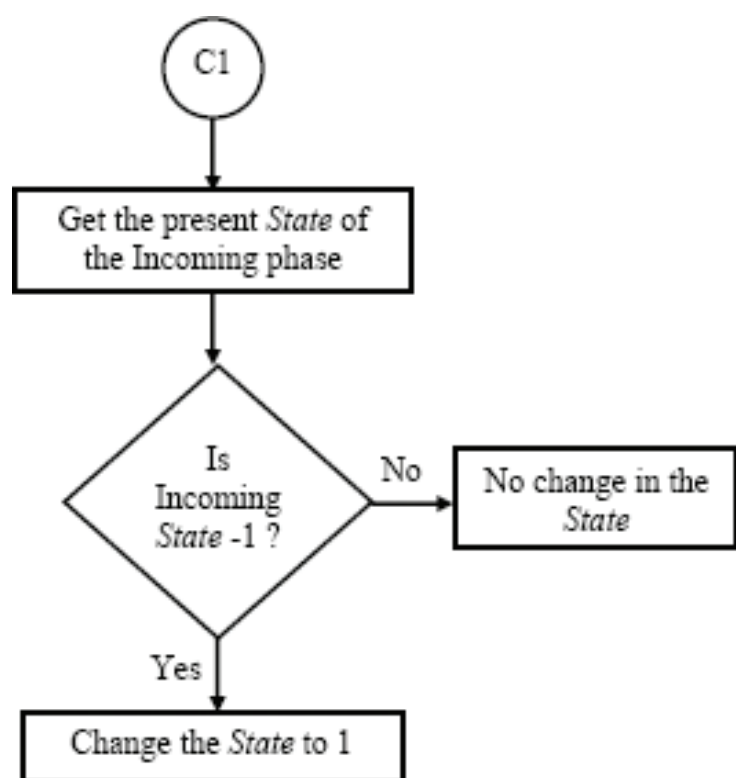 C1
Get the present State of
the Incoming phase
Is
Incoming
State -1 ?
No
No change in the
State
Yes
Change the State to 1